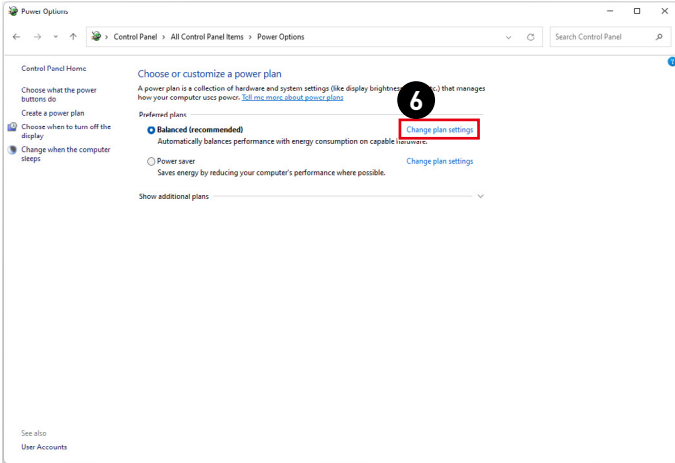 Power Options
Control Panel > All Control Panel Items > Power Options
Search Control Panel
Control Panel Home
Choose what the power
buttons do
Create a power plan
Choose when to turn off the
display
Change when the computer
sleeps
Choose or customize a power plan
A power plan is a collection of hardware and system settings (like display brightness, etc.) that manages
how your computer uses power. Tell me more about power plans
6
Preferred plans
Balanced (recommended)
Change plan settings
Automatically balances performance with energy consumption on capable hardware.
Power saver
Change plan settings
Saves energy by reducing your computer's performance where possible.
Show additional plans
See also
User Accounts